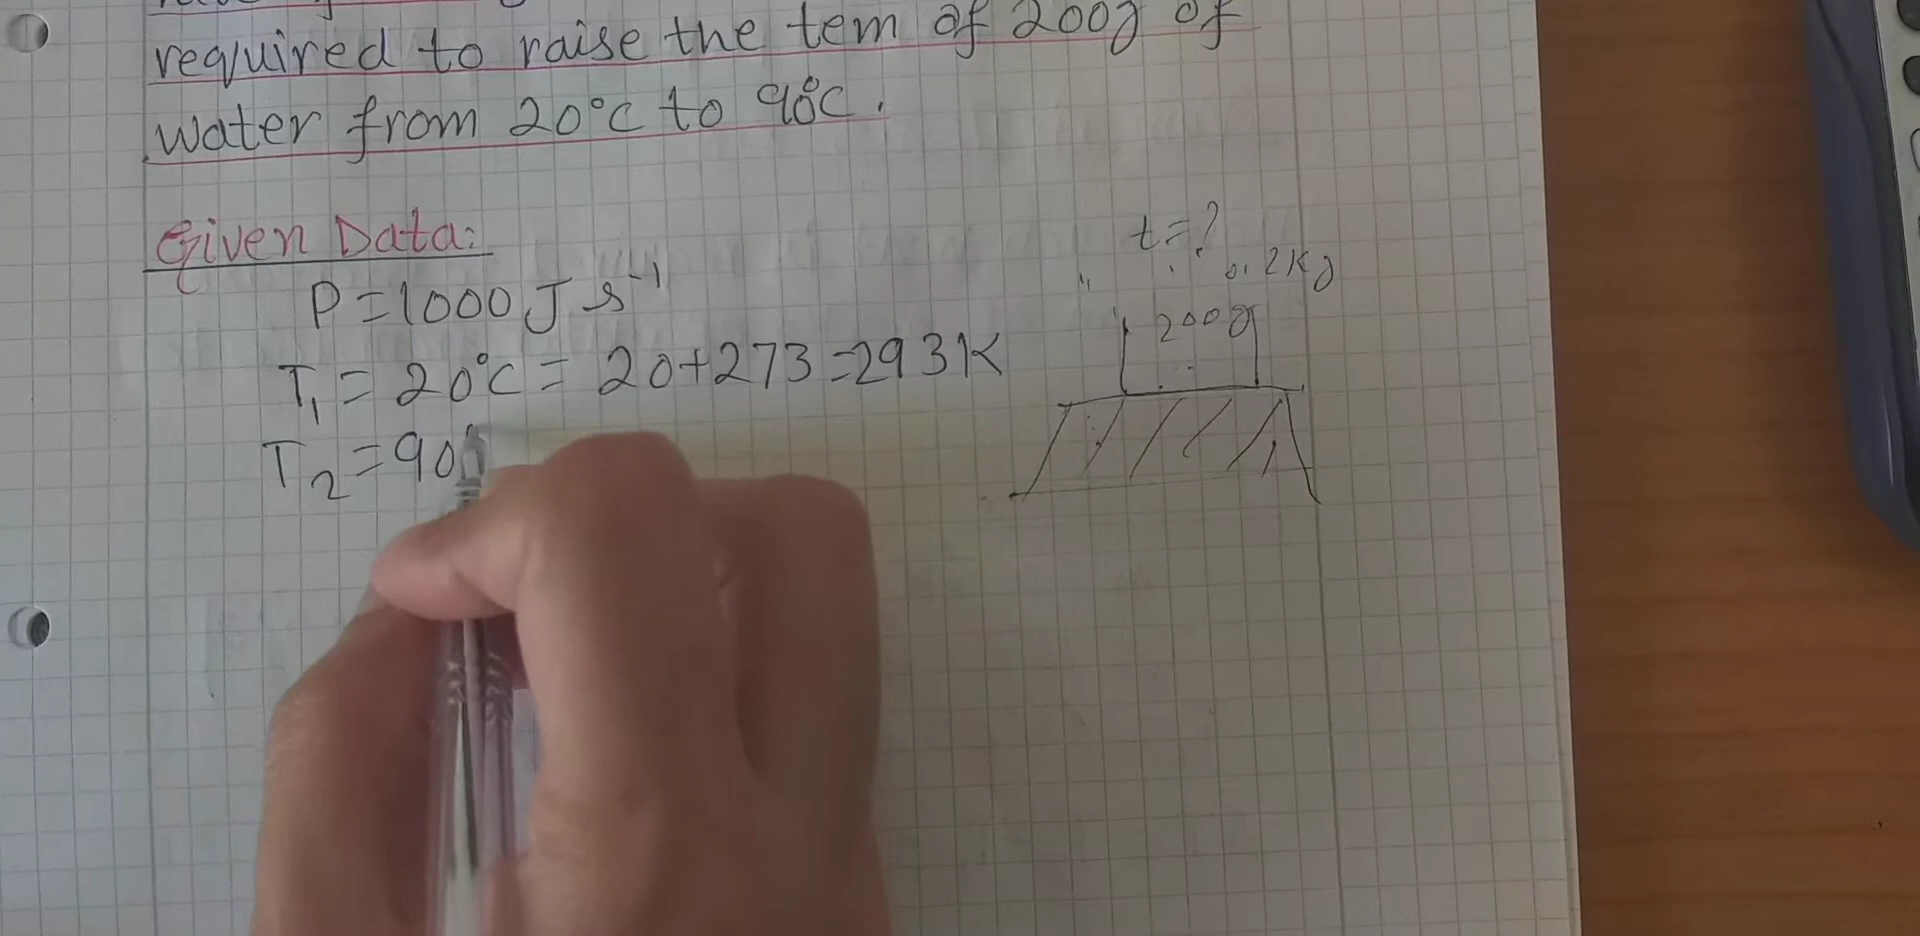 required to raise the tem of 200g of
water from 20°C to 90°C.
Given Data:
P = 1000 J s⁻¹
T₁ = 20°C = 20+273 = 293K
T₂ = 90
t = ?
0.2Kg
200g